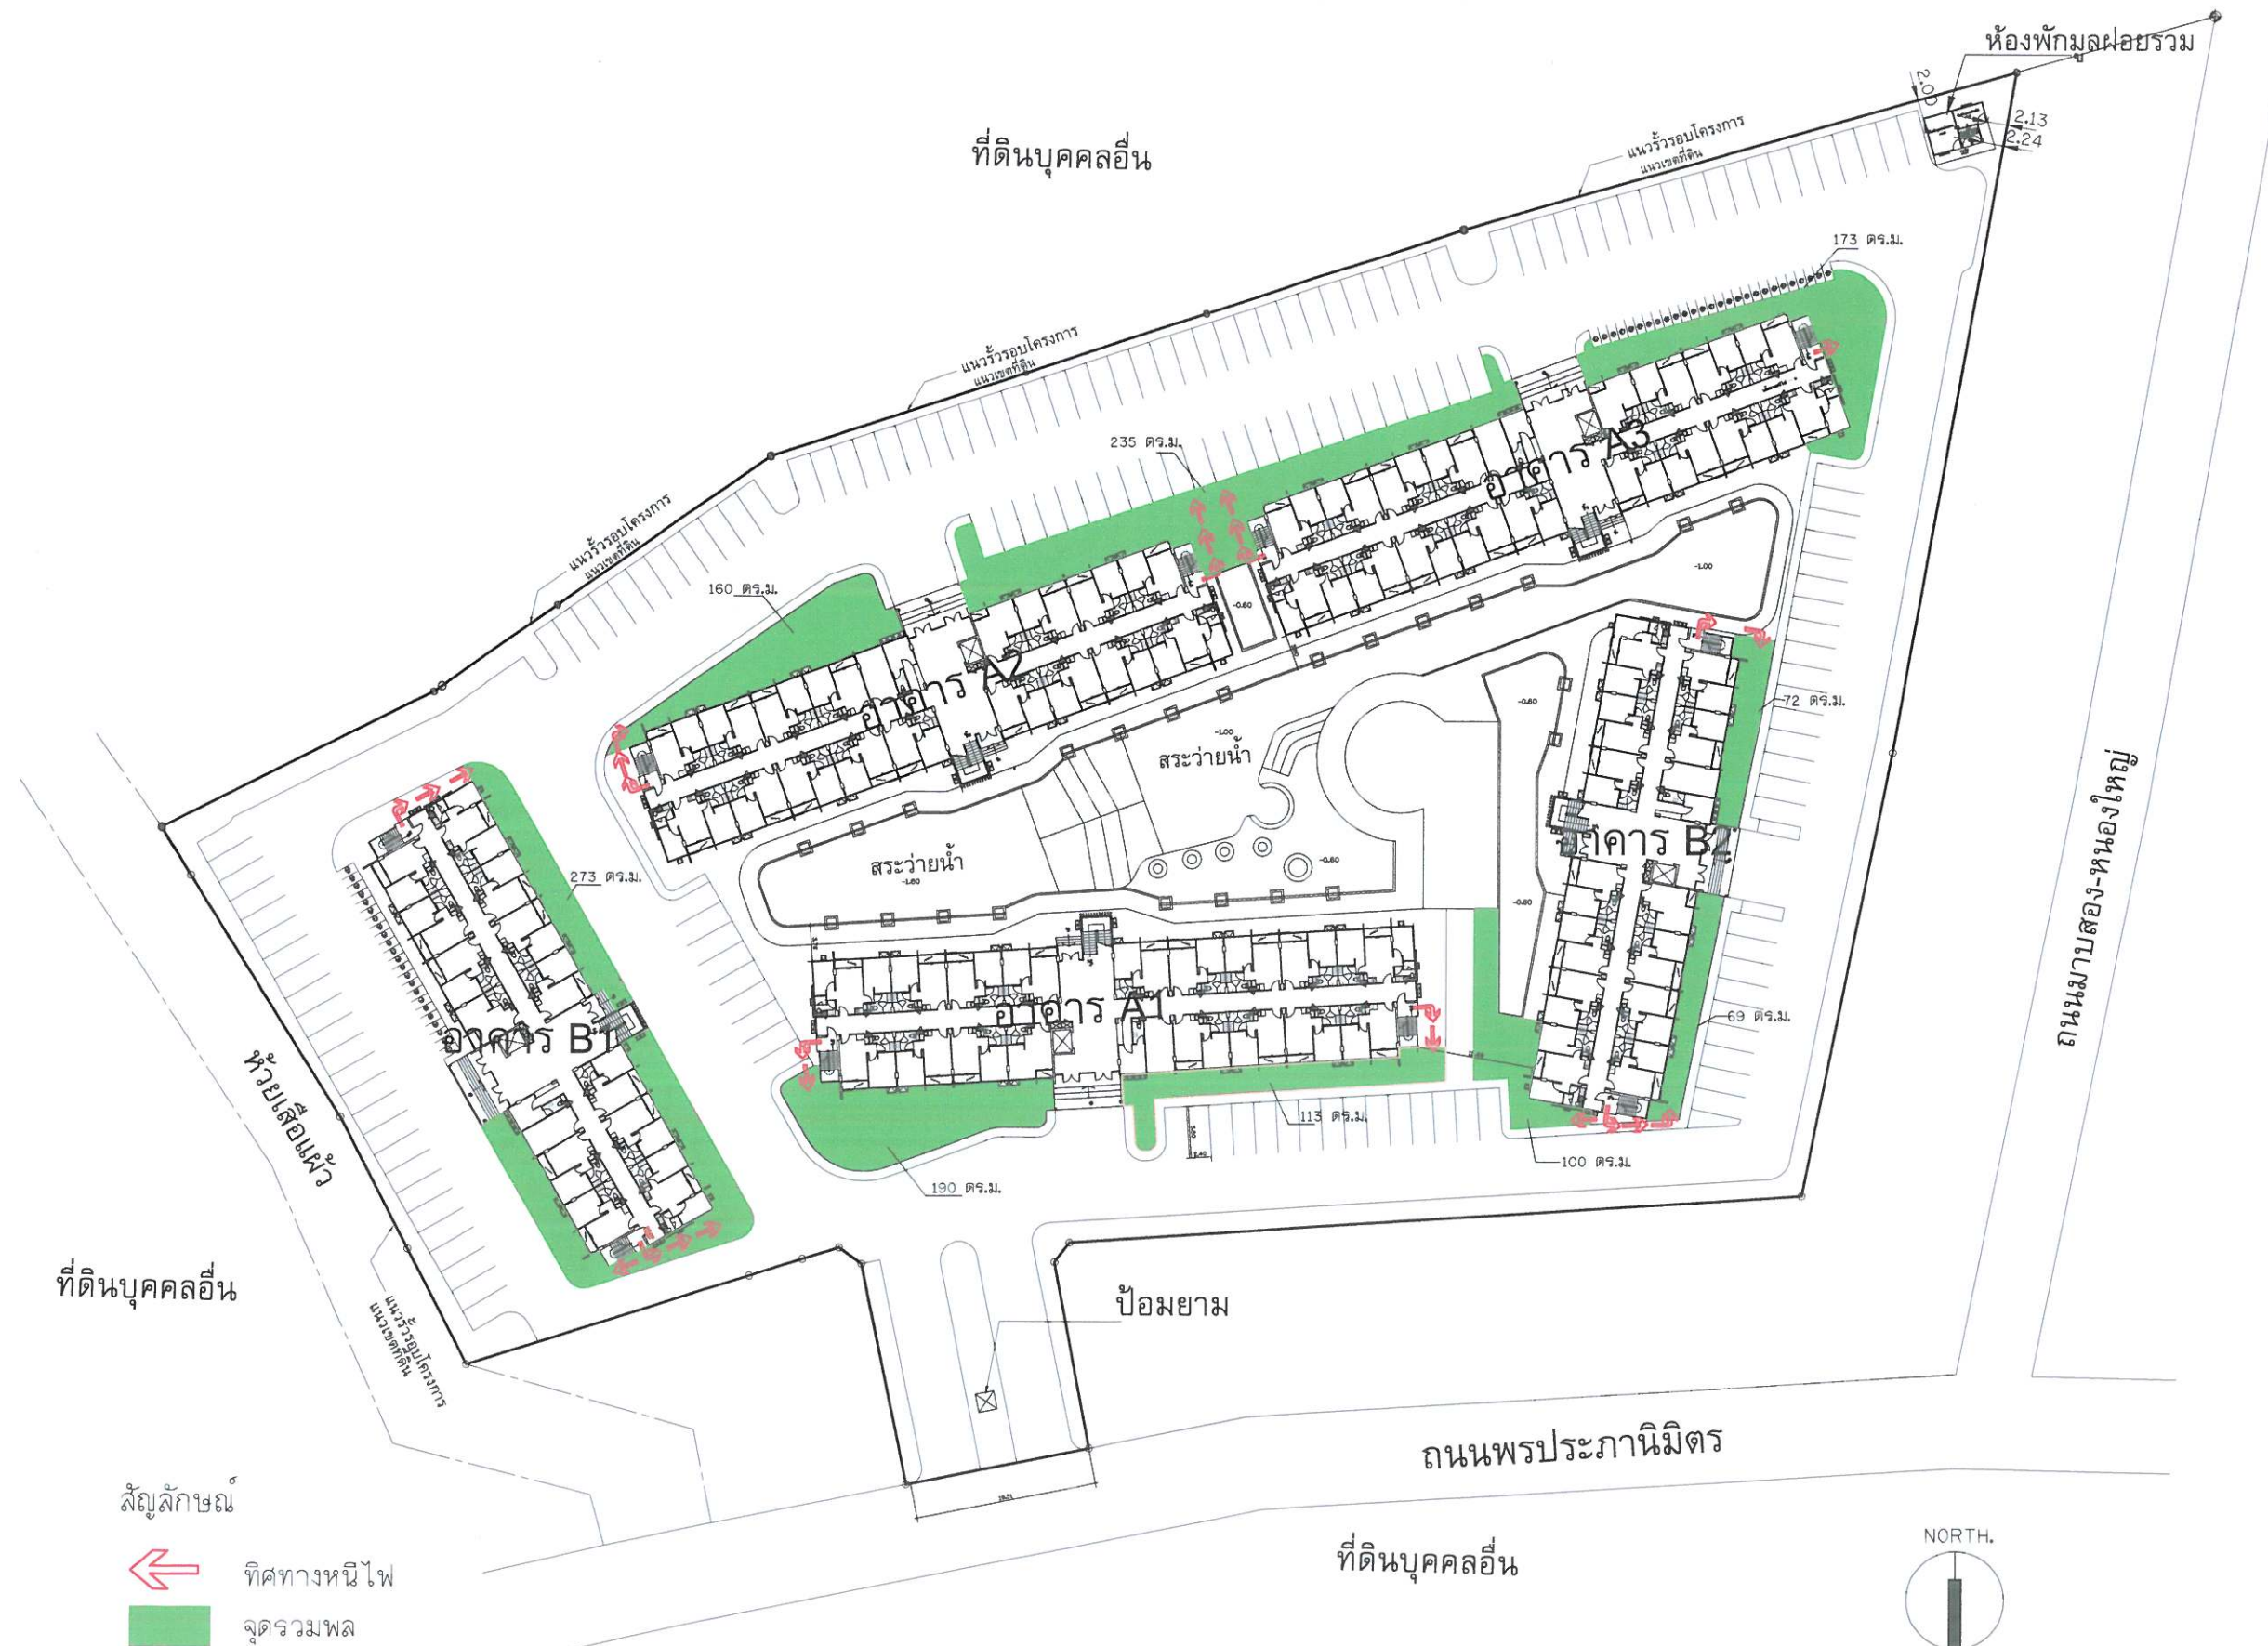 ห้องพักมูลฝอยรวม
2.00
2.13
2.24
ที่ดินบุคคลอื่น
แนวรั้วรอบโครงการ
แนวเขตที่ดิน
173 ตร.ม.
แนวรั้วรอบโครงการ
แนวเขตที่ดิน
235 ตร.ม.
อาคาร A3
แนวรั้วรอบโครงการ
แนวเขตที่ดิน
160 ตร.ม.
-1.00
-0.60
อาคาร A2
72 ตร.ม.
-0.60
-1.00
สระว่ายน้ำ
ถนนมาบสอง-หนองใหญ่
อาคาร B2
สระว่ายน้ำ
-1.60
-0.60
273 ตร.ม.
-0.60
อาคาร A1
69 ตร.ม.
อาคาร B1
ห้วยเสือแผ้ว
113 ตร.ม.
100 ตร.ม.
190 ตร.ม.
ที่ดินบุคคลอื่น
ป้อมยาม
แนวรั้วรอบโครงการ
แนวเขตที่ดิน
ถนนพรประภานิมิตร
สัญลักษณ์
ที่ดินบุคคลอื่น
NORTH.
ทิศทางหนีไฟ
จุดรวมพล